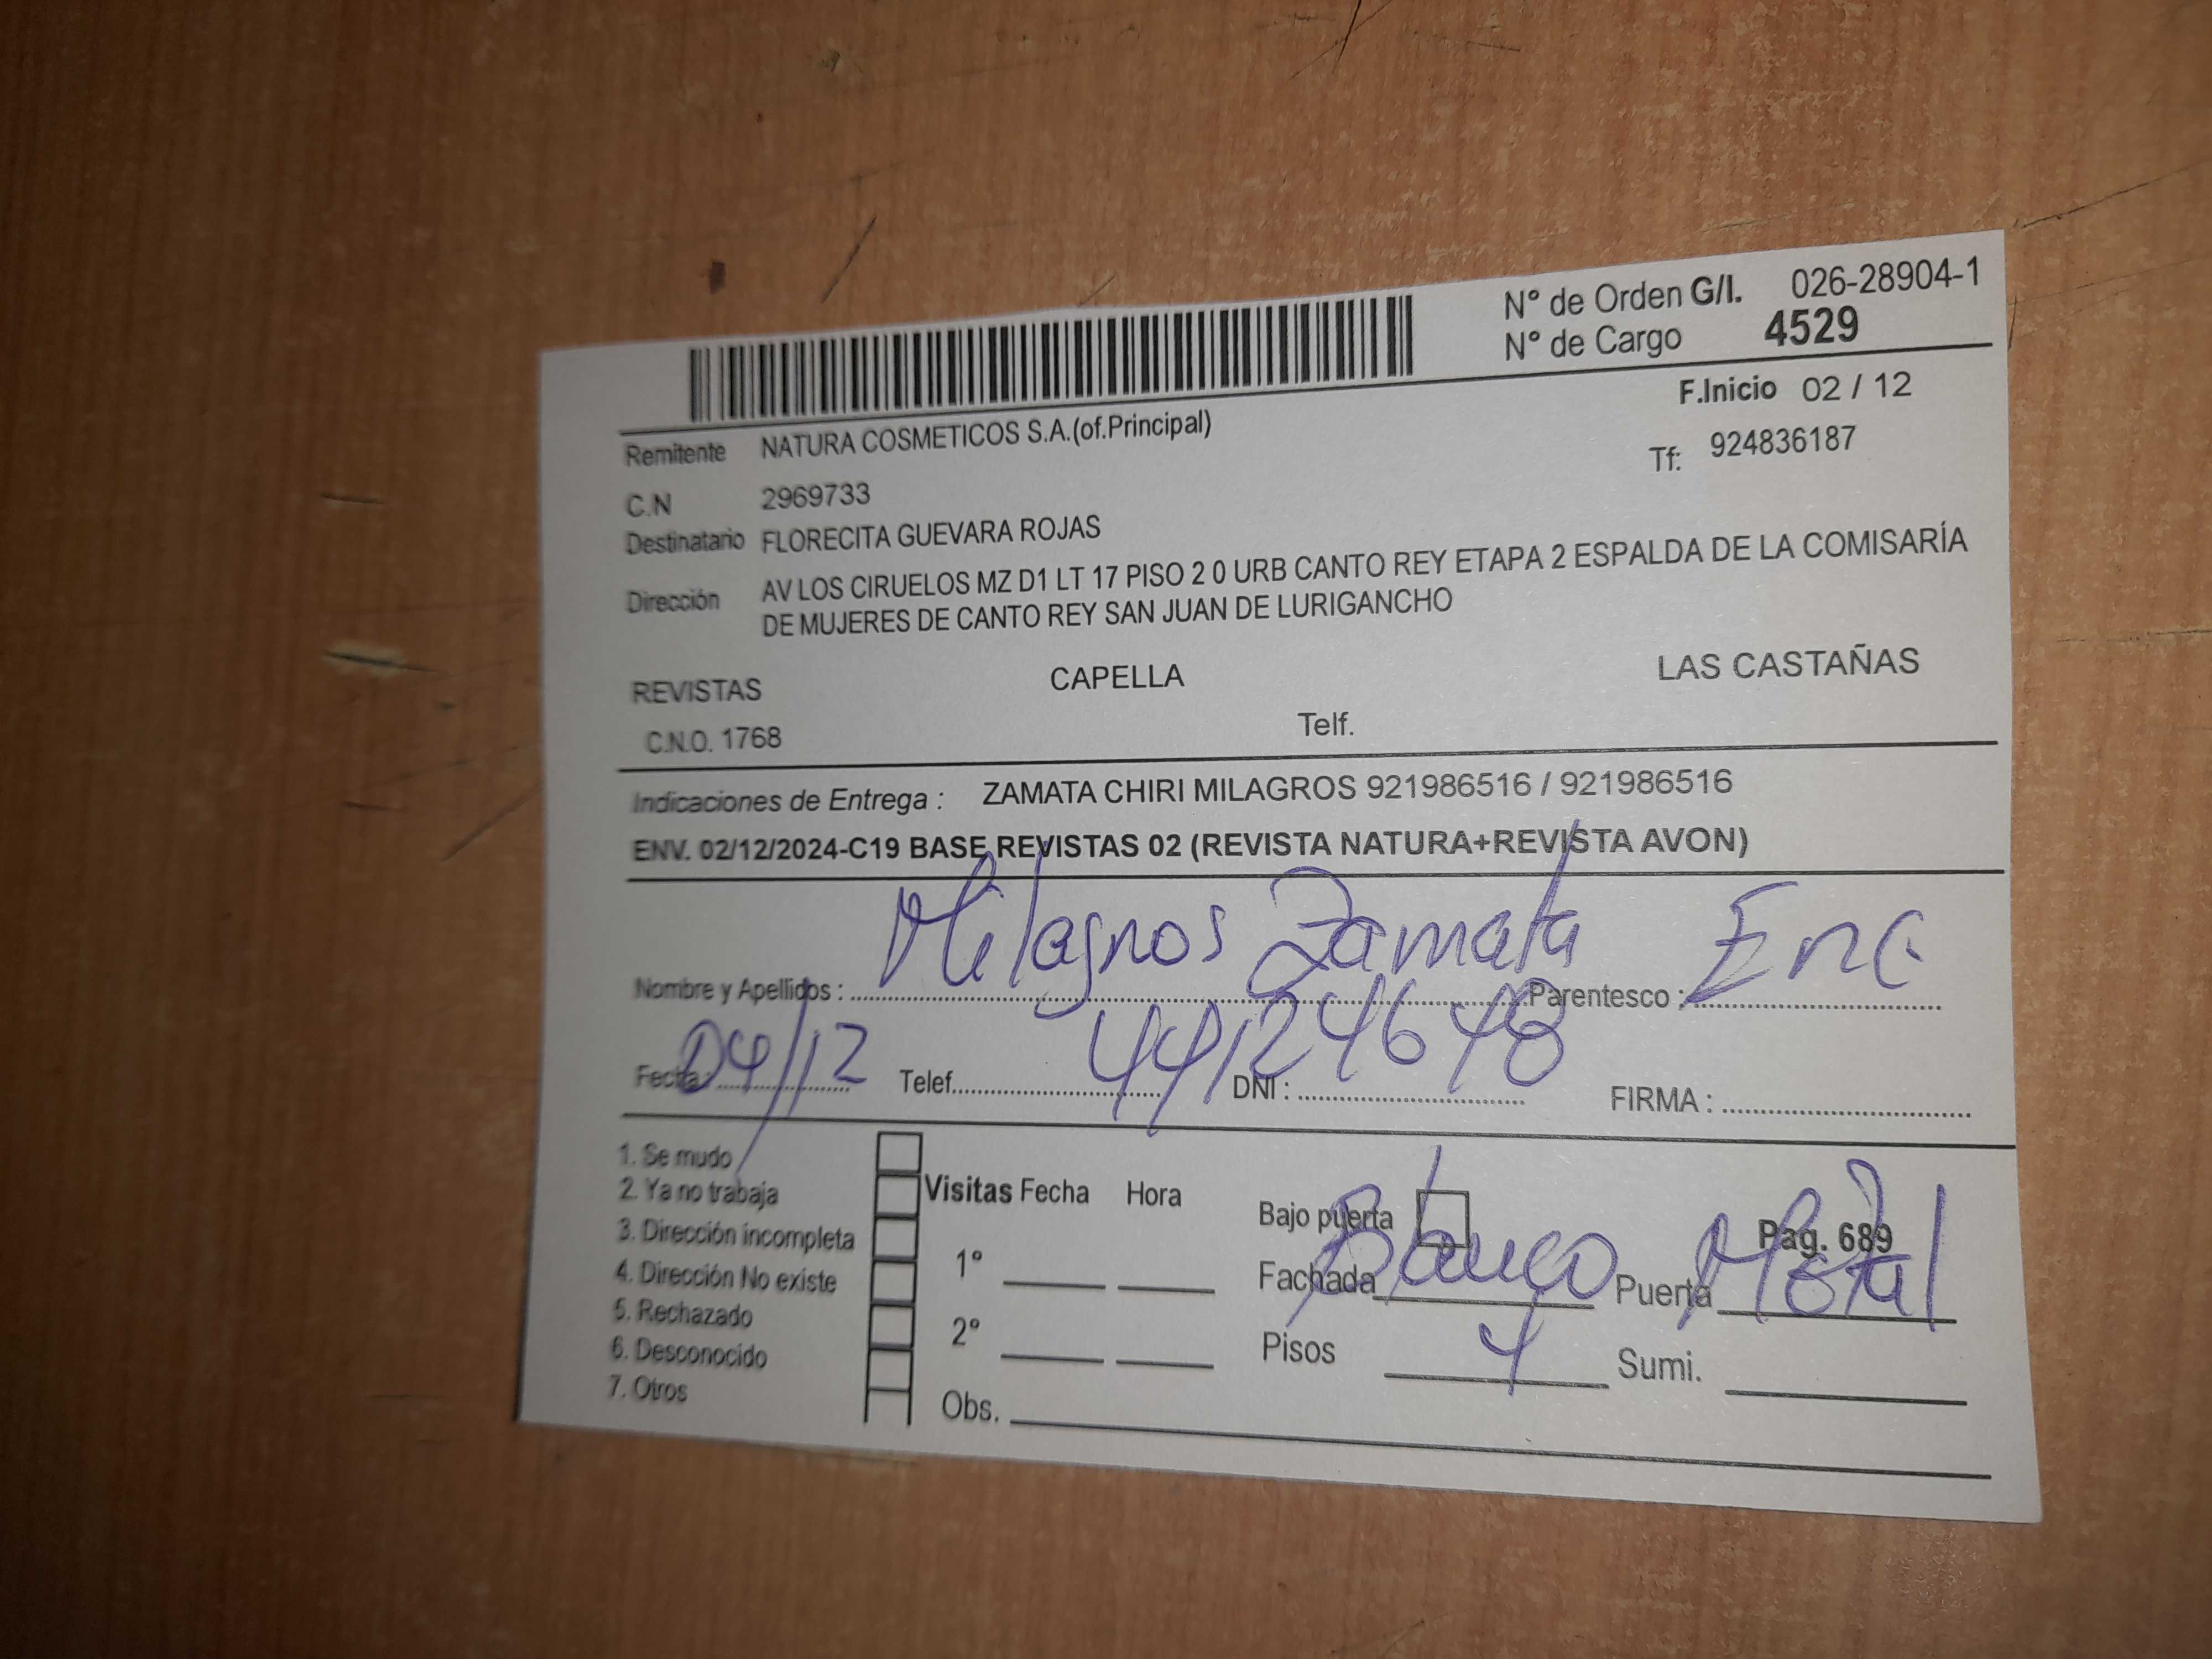 N° de Orden G/I. 026-28904-1
N° de Cargo 4529
F.Inicio 02 / 12
Remitente NATURA COSMETICOS S.A.(of.Principal)
Tf: 924836187
C.N 2969733
Destinatario FLORECITA GUEVARA ROJAS
Dirección AV LOS CIRUELOS MZ D1 LT 17 PISO 2 0 URB CANTO REY ETAPA 2 ESPALDA DE LA COMISARÍA
DE MUJERES DE CANTO REY SAN JUAN DE LURIGANCHO
REVISTAS CAPELLA LAS CASTAÑAS
C.N.O. 1768 Telf.
Indicaciones de Entrega : ZAMATA CHIRI MILAGROS 921986516 / 921986516
ENV. 02/12/2024-C19 BASE REVISTAS 02 (REVISTA NATURA+REVISTA AVON)
Nombre y Apellidos : Milagros Zamata Parentesco : Enc
Fecha : 04/12 Telef. DNI : 44124648 FIRMA :
1. Se mudo
2. Ya no trabaja
3. Dirección incompleta
4. Dirección No existe
5. Rechazado
6. Desconocido
7. Otros
Visitas Fecha Hora
1°
2°
Obs.
Bajo puerta Pag. 689
Fachada Blanco Puerta Metal
Pisos 4 Sumi.